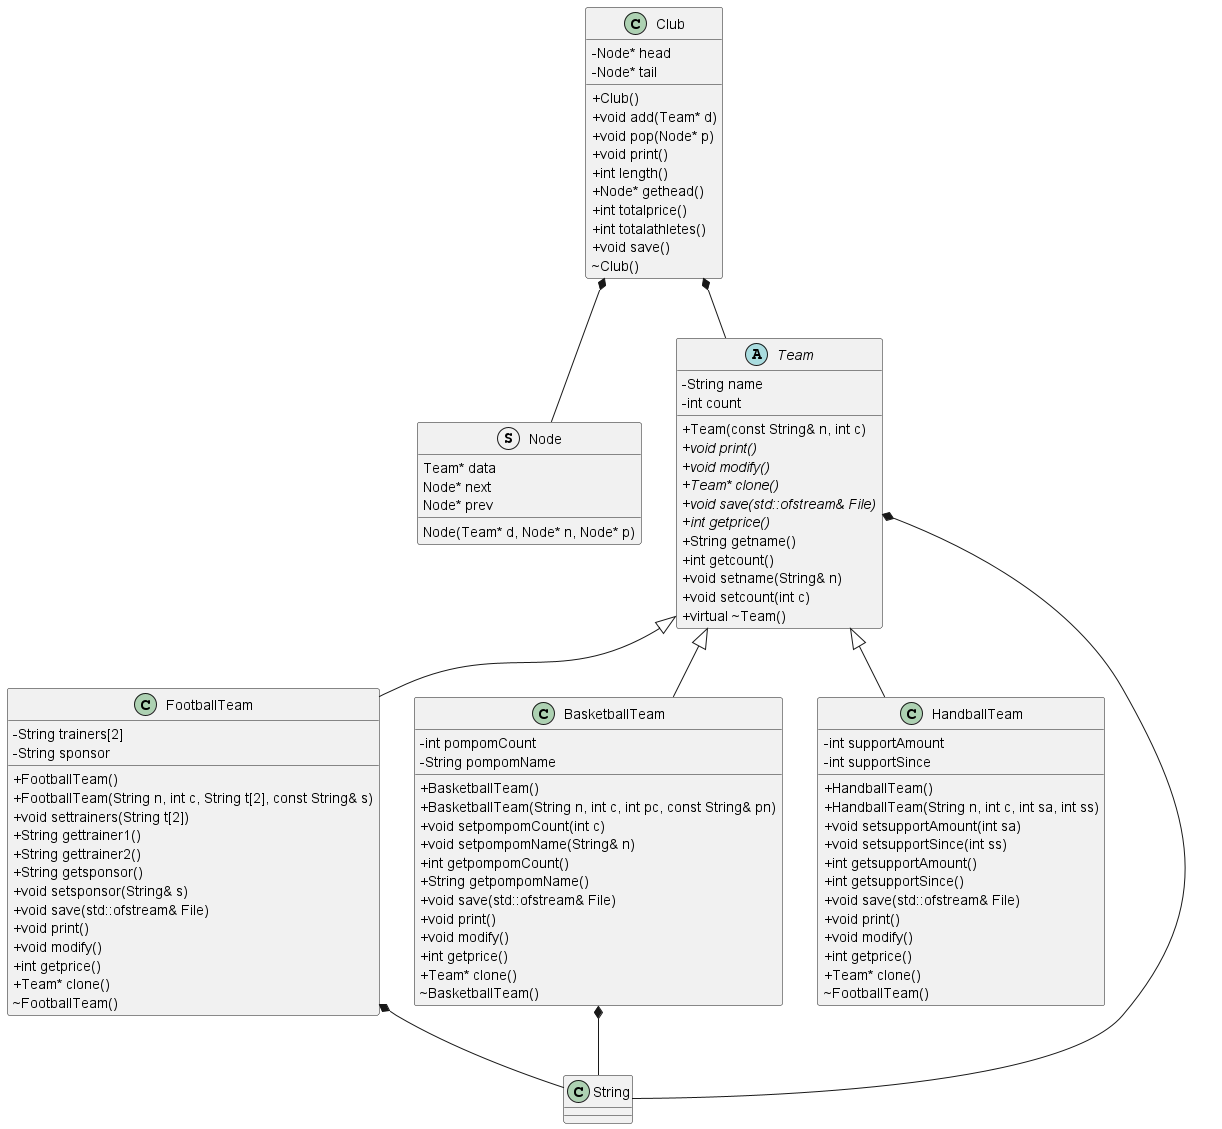 C Club
-Node* head
-Node* tail
+Club()
+void add(Team* d)
+void pop(Node* p)
+void print()
+int length()
+Node* gethead()
+int totalprice()
+int totalathletes()
+void save()
~Club()
A Team
-String name
-int count
+Team(const String& n, int c)
+void print()
+void modify()
+Team* clone()
+void save(std::ofstream& File)
+int getprice()
+String getname()
+int getcount()
+void setname(String& n)
+void setcount(int c)
+virtual ~Team()
S Node
Team* data
Node* next
Node* prev
Node(Team* d, Node* n, Node* p)
C FootballTeam
-String trainers[2]
-String sponsor
+FootballTeam()
+FootballTeam(String n, int c, String t[2], const String& s)
+void settrainers(String t[2])
+String gettrainer1()
+String gettrainer2()
+String getsponsor()
+void setsponsor(String& s)
+void save(std::ofstream& File)
+void print()
+void modify()
+int getprice()
+Team* clone()
~FootballTeam()
C BasketballTeam
-int pompomCount
-String pompomName
+BasketballTeam()
+BasketballTeam(String n, int c, int pc, const String& pn)
+void setpompomCount(int c)
+void setpompomName(String& n)
+int getpompomCount()
+String getpompomName()
+void save(std::ofstream& File)
+void print()
+void modify()
+int getprice()
+Team* clone()
~BasketballTeam()
C HandballTeam
-int supportAmount
-int supportSince
+HandballTeam()
+HandballTeam(String n, int c, int sa, int ss)
+void setsupportAmount(int sa)
+void setsupportSince(int ss)
+int getsupportAmount()
+int getsupportSince()
+void save(std::ofstream& File)
+void print()
+void modify()
+int getprice()
+Team* clone()
~FootballTeam()
C String